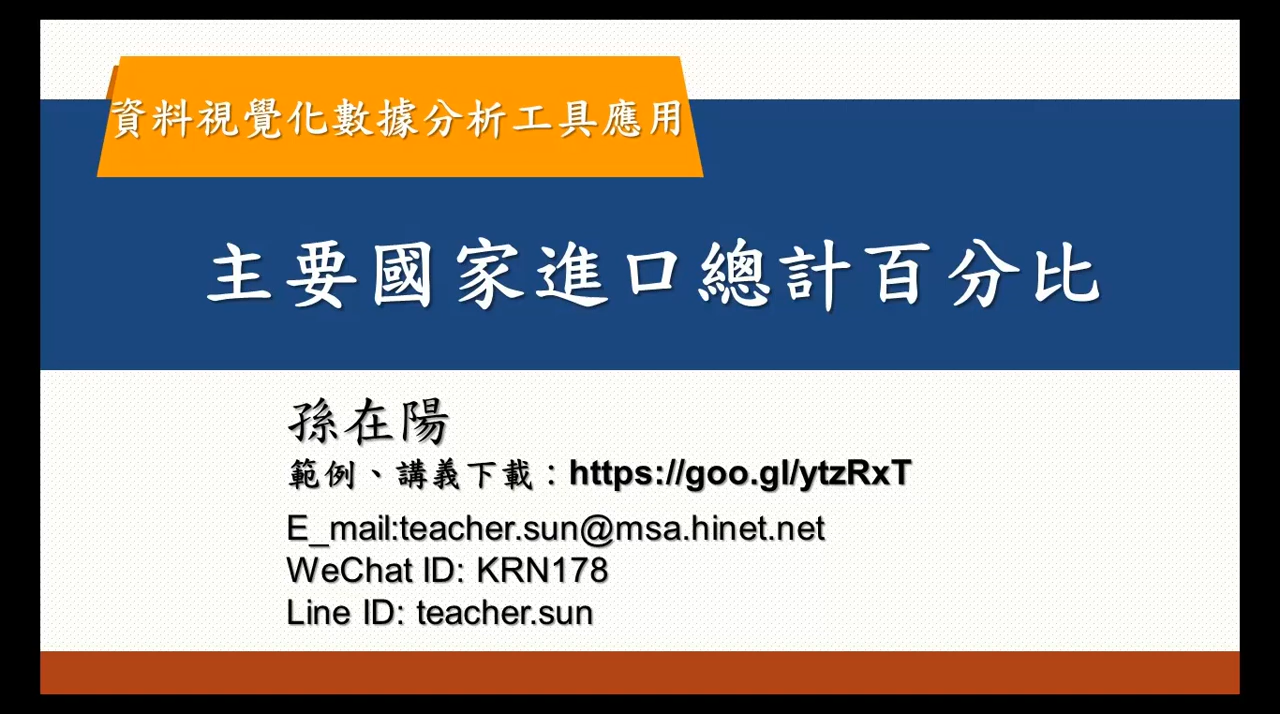 資料視覺化數據分析工具應用
主要國家進口總計百分比
孫在陽
範例、講義下載：https://goo.gl/ytzRxT
E_mail:teacher.sun@msa.hinet.net
WeChat ID: KRN178
Line ID: teacher.sun